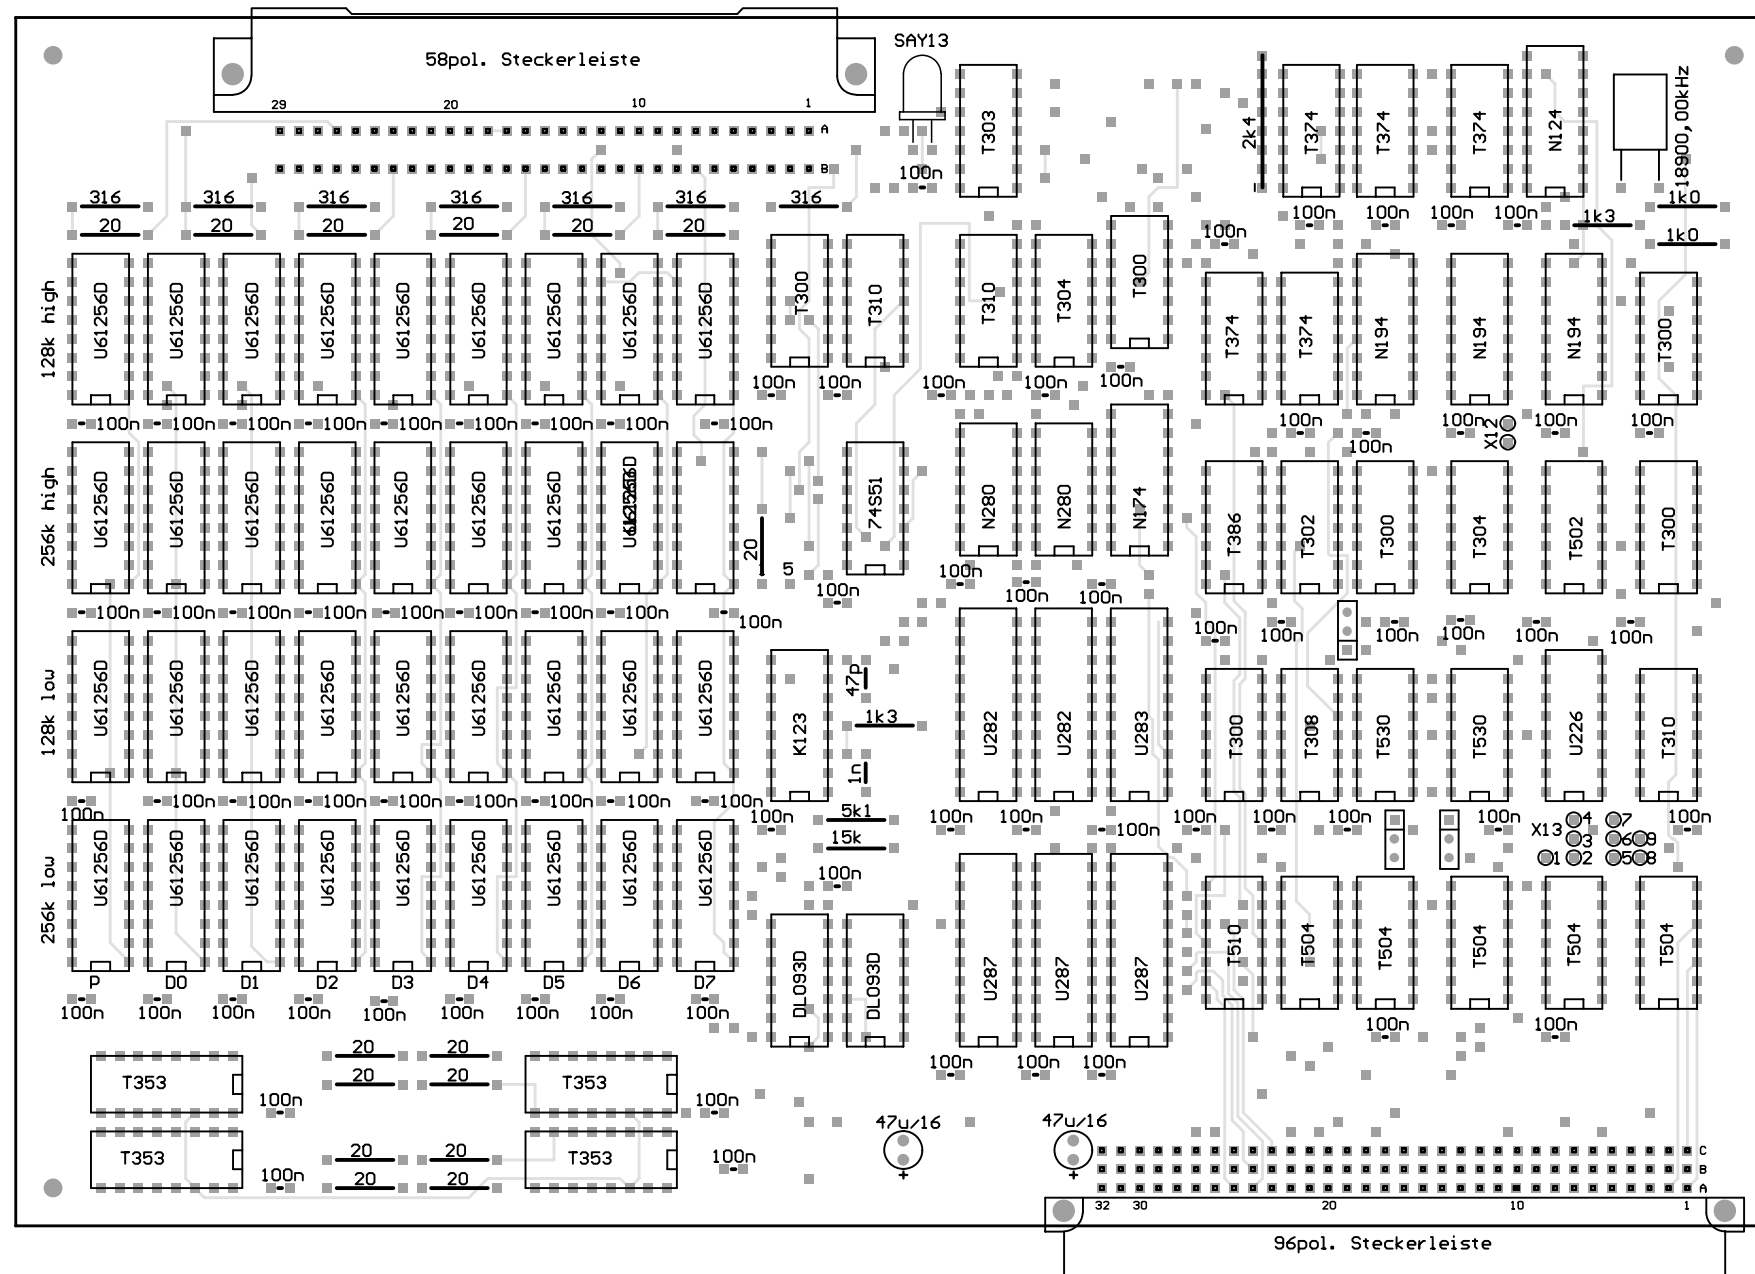 SAY13
58pol. Steckerleiste
29 20 10 1
A
B
2k4
T303
T374 T374 T374 N124
18900,00kHz
100n
316 316 316 316 316 316 316
20 20 20 20 20 20
100n 100n 100n 100n
1k3 1k0
100n
1k0
128k high
U61256D U61256D U61256D U61256D U61256D U61256D U61256D U61256D U61256D
T300 T310 T310 T304 T300
T374 T374 N194 N194 N194 T300
100n 100n 100n 100n 100n
100n 100n 100n 100n 100n 100n 100n 100n 100n
100n 100n 100n 100n
100n
X12
256k high
U61256D U61256D U61256D U61256D U61256D U61256D U61256D
20
5
74S51
N280 N280 N174
T386 T302 T300 T304 T502 T300
100n 100n 100n 100n
100n 100n 100n 100n 100n 100n 100n 100n 100n
100n 100n 100n 100n 100n 100n
128k low
U61256D U61256D U61256D U61256D U61256D U61256D U61256D U61256D U61256D
K123
47p
1k3
1n
U282 U282 U283
T300 T308 T530 T530 U226 T310
100n 100n 100n 100n 100n 100n 100n 100n 100n
5k1
15k
100n 100n 100n 100n
100n 100n 100n 100n 100n
X13
4 7
3 6 9
1 2 5 8
256k low
U61256D U61256D U61256D U61256D U61256D U61256D U61256D U61256D U61256D
100n
DL093D DL093D
U287 U287 U287
T510 T504 T504 T504 T504 T504
P D0 D1 D2 D3 D4 D5 D6 D7
100n 100n 100n 100n 100n 100n 100n 100n 100n
100n 100n
100n 100n 100n
20 20
T353 20 20 T353
100n 100n
47u/16 47u/16
T353 20 20 T353
100n 20 20 100n
+ +
C
B
A
32 30 20 10 1
96pol. Steckerleiste